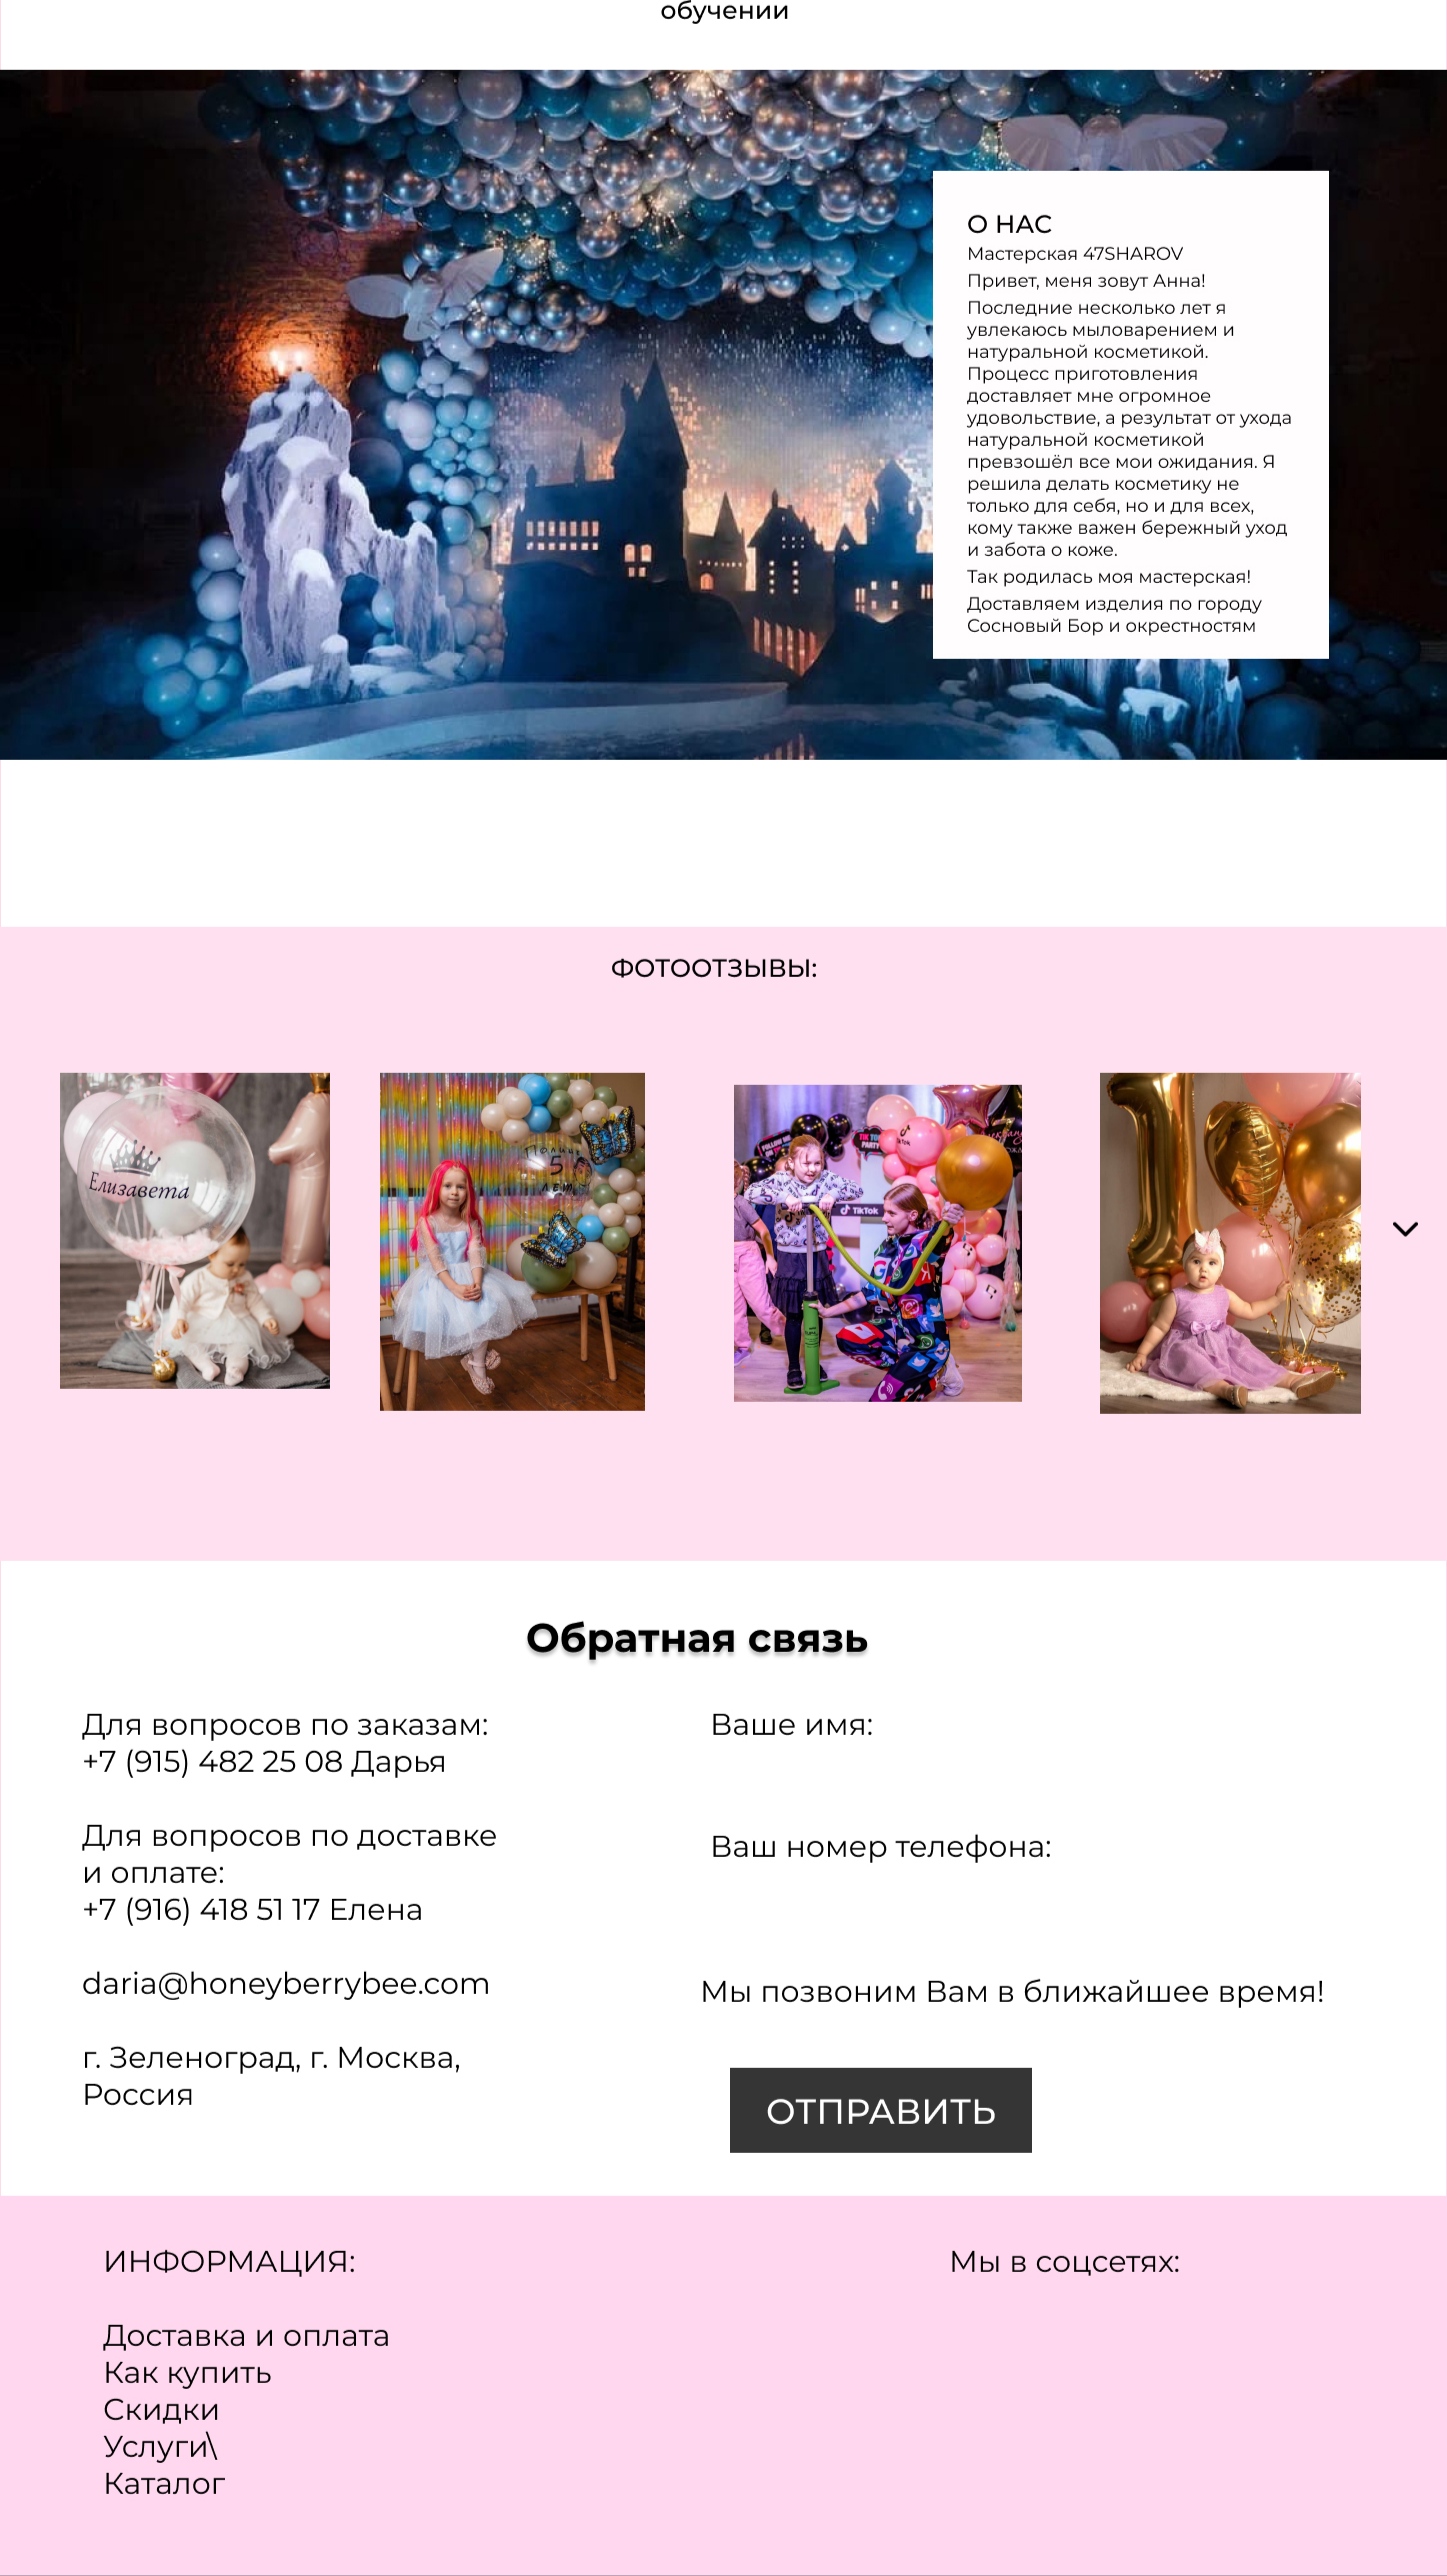 обучении
О НАС
Мастерская 47SHAROV
Привет, меня зовут Анна!
Последние несколько лет я
увлекаюсь мыловарением и
натуральной косметикой.
Процесс приготовления
доставляет мне огромное
удовольствие, а результат от ухода
натуральной косметикой
превзошёл все мои ожидания. Я
решила делать косметику не
только для себя, но и для всех,
кому также важен бережный уход
и забота о коже.
Так родилась моя мастерская!
Доставляем изделия по городу
Сосновый Бор и окрестностям
ФОТООТЗЫВЫ:
Елизавета
5
ЛЕТ
TikTok
TikTok
Обратная связь
Для вопросов по заказам:
+7 (915) 482 25 08 Дарья
Для вопросов по доставке
и оплате:
+7 (916) 418 51 17 Елена
daria@honeyberrybee.com
г. Зеленоград, г. Москва,
Россия
Ваше имя:
Ваш номер телефона:
Мы позвоним Вам в ближайшее время!
ОТПРАВИТЬ
ИНФОРМАЦИЯ:
Доставка и оплата
Как купить
Скидки
Услуги\
Каталог
Мы в соцсетях: